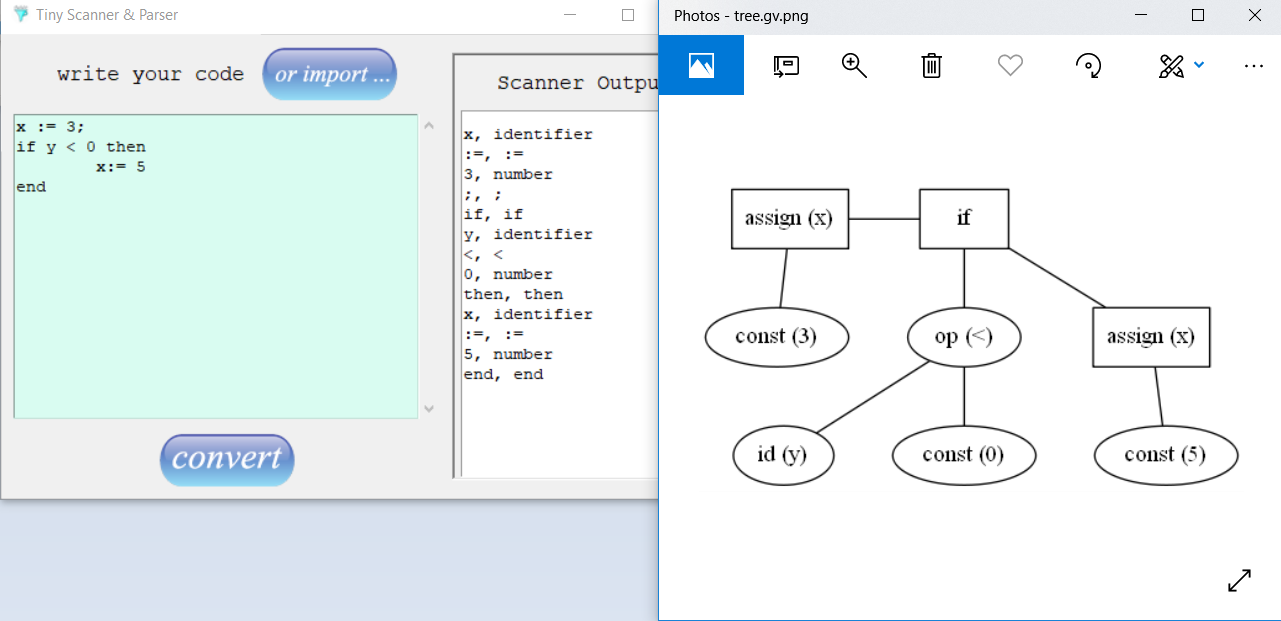 Tiny Scanner & Parser
write your code
or import ...
x := 3;
if y < 0 then
x:= 5
end
convert
Scanner Outpu
x, identifier
:=, :=
3, number
;, ;
if, if
y, identifier
<, <
0, number
then, then
x, identifier
:=, :=
5, number
end, end
Photos - tree.gv.png
assign (x)
if
const (3)
op (<)
assign (x)
id (y)
const (0)
const (5)